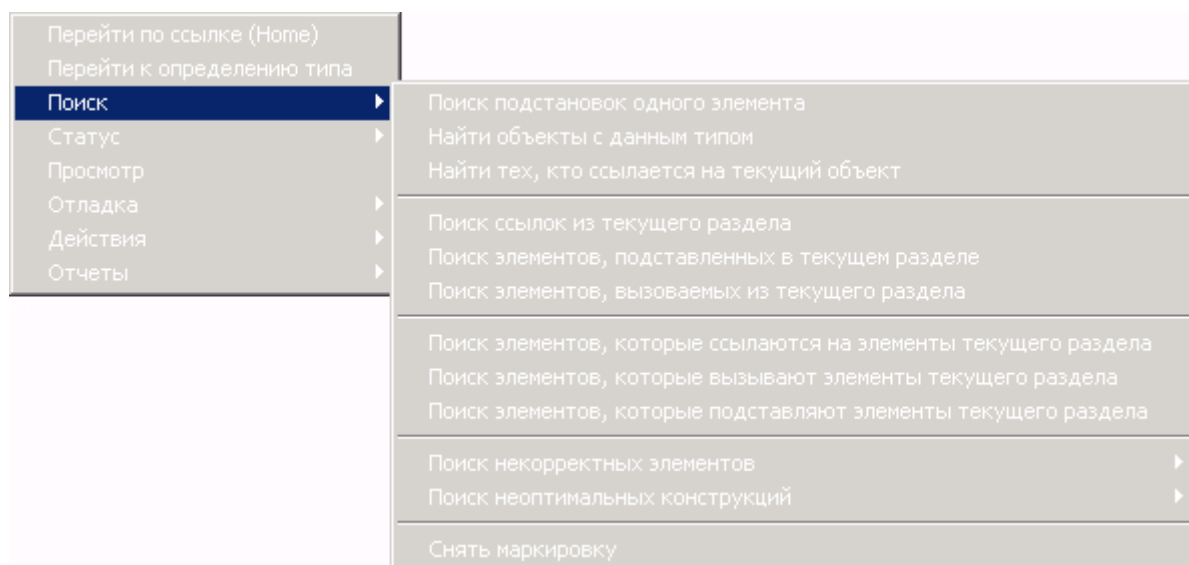 Перейти по ссылке (Home)
Перейти к определению типа
Поиск
Статус
Просмотр
Отладка
Действия
Отчеты
Поиск подстановок одного элемента
Найти объекты с данным типом
Найти тех, кто ссылается на текущий объект
Поиск ссылок из текущего раздела
Поиск элементов, подставленных в текущем разделе
Поиск элементов, вызоваемых из текущего раздела
Поиск элементов, которые ссылаются на элементы текущего раздела
Поиск элементов, которые вызывают элементы текущего раздела
Поиск элементов, которые подставляют элементы текущего раздела
Поиск некорректных элементов
Поиск неоптимальных конструкций
Снять маркировку